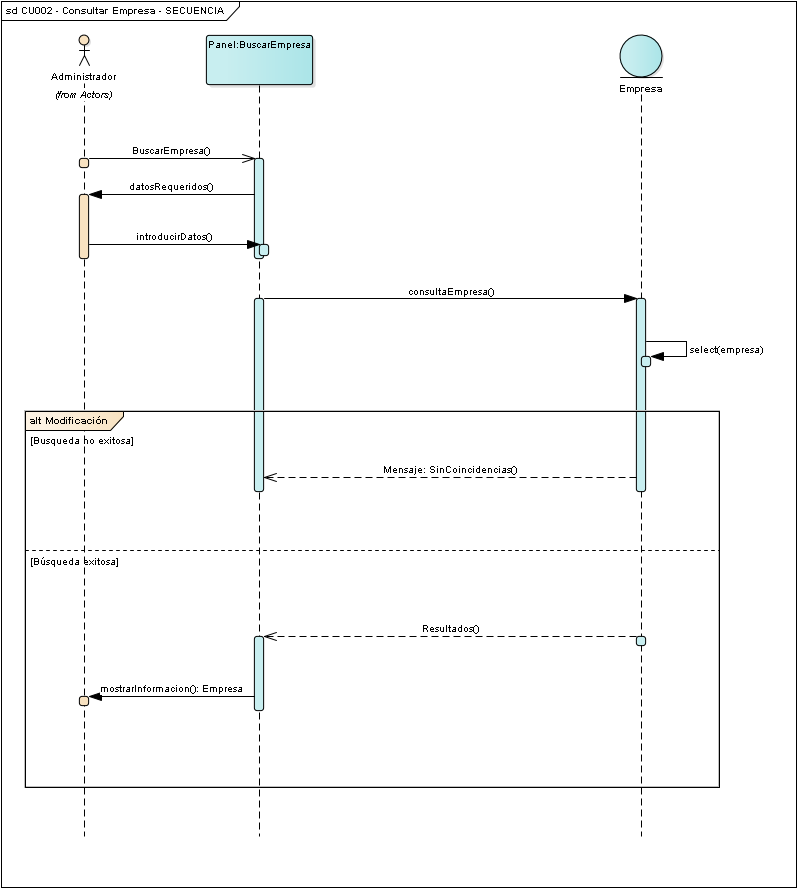 sd CU002 - Consultar Empresa - SECUENCIA
Panel:BuscarEmpresa
Administrador
Empresa
(from Actors)
BuscarEmpresa()
datosRequeridos()
introducirDatos()
consultaEmpresa()
select(empresa)
alt Modificación
[Busqueda no exitosa]
Mensaje: SinCoincidencias()
[Búsqueda exitosa]
Resultados()
mostrarInformacion(): Empresa